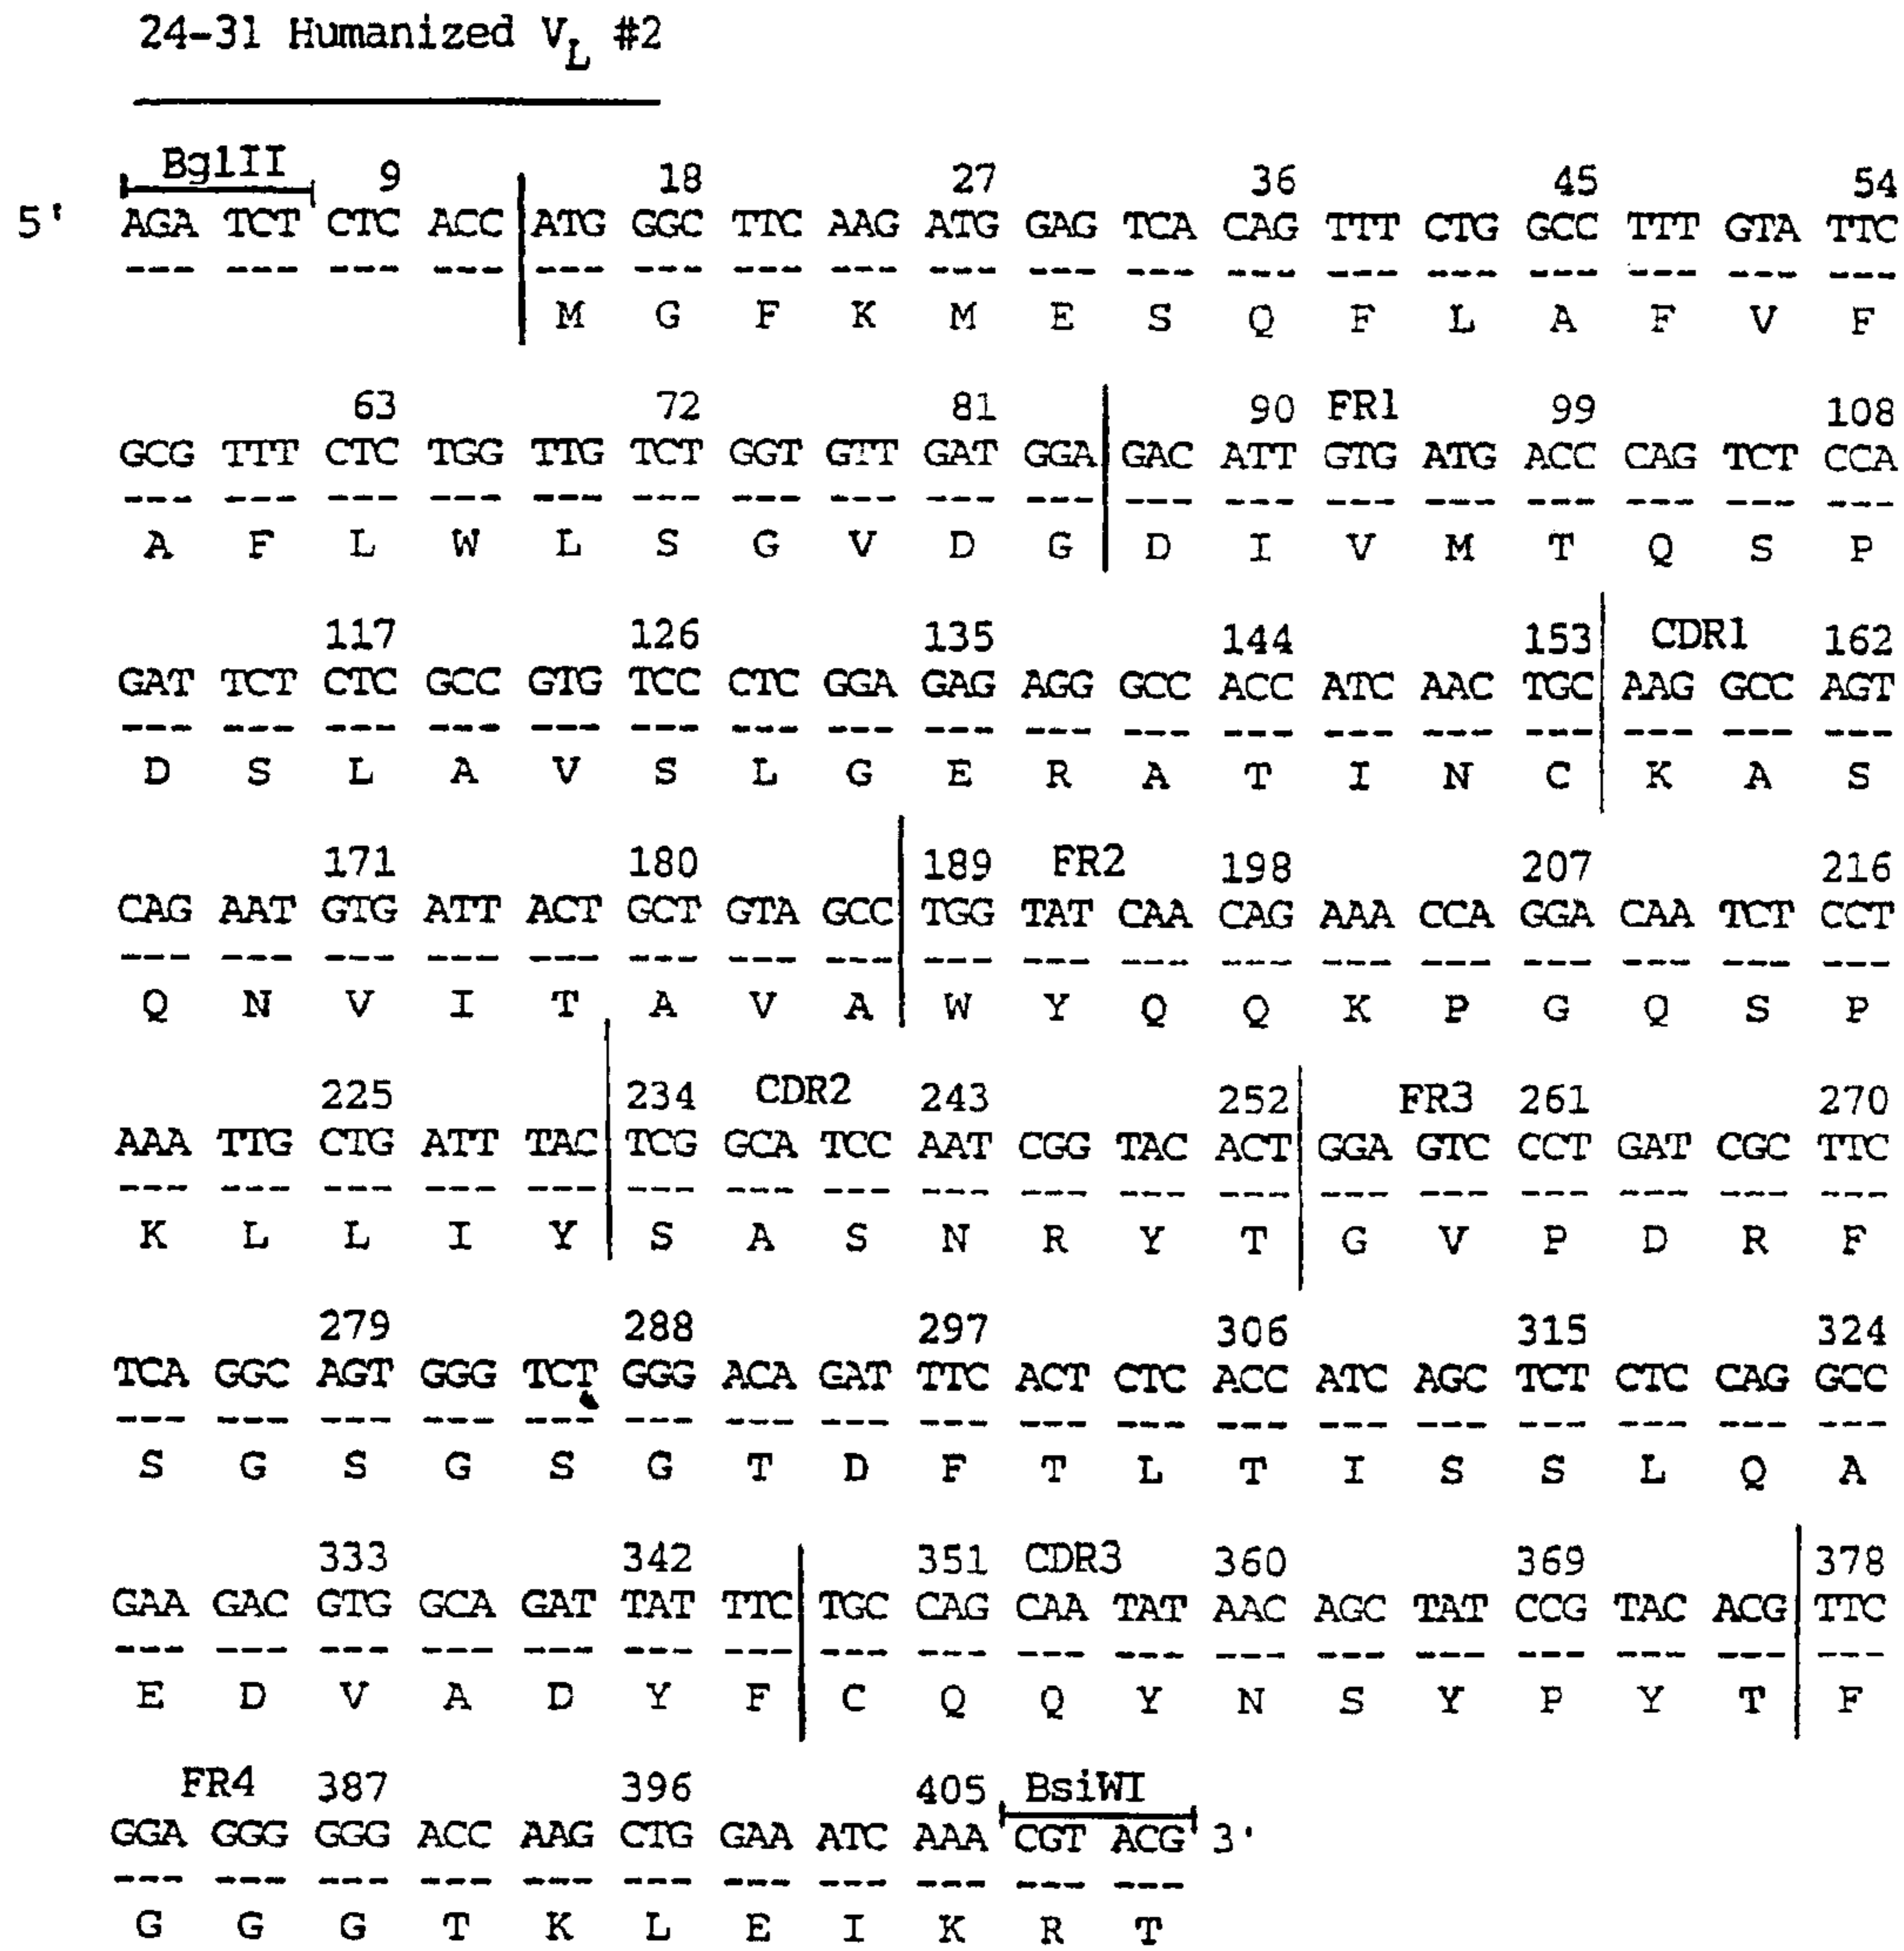 24-31 Humanized VL #2
BglII 9 18 27 36 45 54
5' AGA TCT CTC ACC ATG GGC TTC AAG ATG GAG TCA CAG TTT CTG GCC TTT GTA TTC
--- --- --- --- --- --- --- --- --- --- --- --- --- --- --- --- --- ---
M G F K M E S Q F L A F V F
63 72 81 90 FR1 99 108
GCG TTT CTC TGG TTG TCT GGT GTT GAT GGA GAC ATT GTG ATG ACC CAG TCT CCA
--- --- --- --- --- --- --- --- --- --- --- --- --- --- --- --- --- ---
A F L W L S G V D G D I V M T Q S P
117 126 135 144 153 CDR1 162
GAT TCT CTC GCC GTG TCC CTC GGA GAG AGG GCC ACC ATC AAC TGC AAG GCC AGT
--- --- --- --- --- --- --- --- --- --- --- --- --- --- --- --- --- ---
D S L A V S L G E R A T I N C K A S
171 180 189 FR2 198 207 216
CAG AAT GTG ATT ACT GCT GTA GCC TGG TAT CAA CAG AAA CCA GGA CAA TCT CCT
--- --- --- --- --- --- --- --- --- --- --- --- --- --- --- --- --- ---
Q N V I T A V A W Y Q Q K P G Q S P
225 234 CDR2 243 252 FR3 261 270
AAA TTG CTG ATT TAC TCG GCA TCC AAT CGG TAC ACT GGA GTC CCT GAT CGC TTC
--- --- --- --- --- --- --- --- --- --- --- --- --- --- --- --- --- ---
K L L I Y S A S N R Y T G V P D R F
279 288 297 306 315 324
TCA GGC AGT GGG TCT GGG ACA GAT TTC ACT CTC ACC ATC AGC TCT CTC CAG GCC
--- --- --- --- --- --- --- --- --- --- --- --- --- --- --- --- --- ---
S G S G S G T D F T L T I S S L Q A
333 342 351 CDR3 360 369 378
GAA GAC GTG GCA GAT TAT TTC TGC CAG CAA TAT AAC AGC TAT CCG TAC ACG TTC
--- --- --- --- --- --- --- --- --- --- --- --- --- --- --- --- --- ---
E D V A D Y F C Q Q Y N S Y P Y T F
FR4 387 396 405 BsiWI
GGA GGG GGG ACC AAG CTG GAA ATC AAA CGT ACG 3'
--- --- --- --- --- --- --- --- --- --- ---
G G G T K L E I K R T